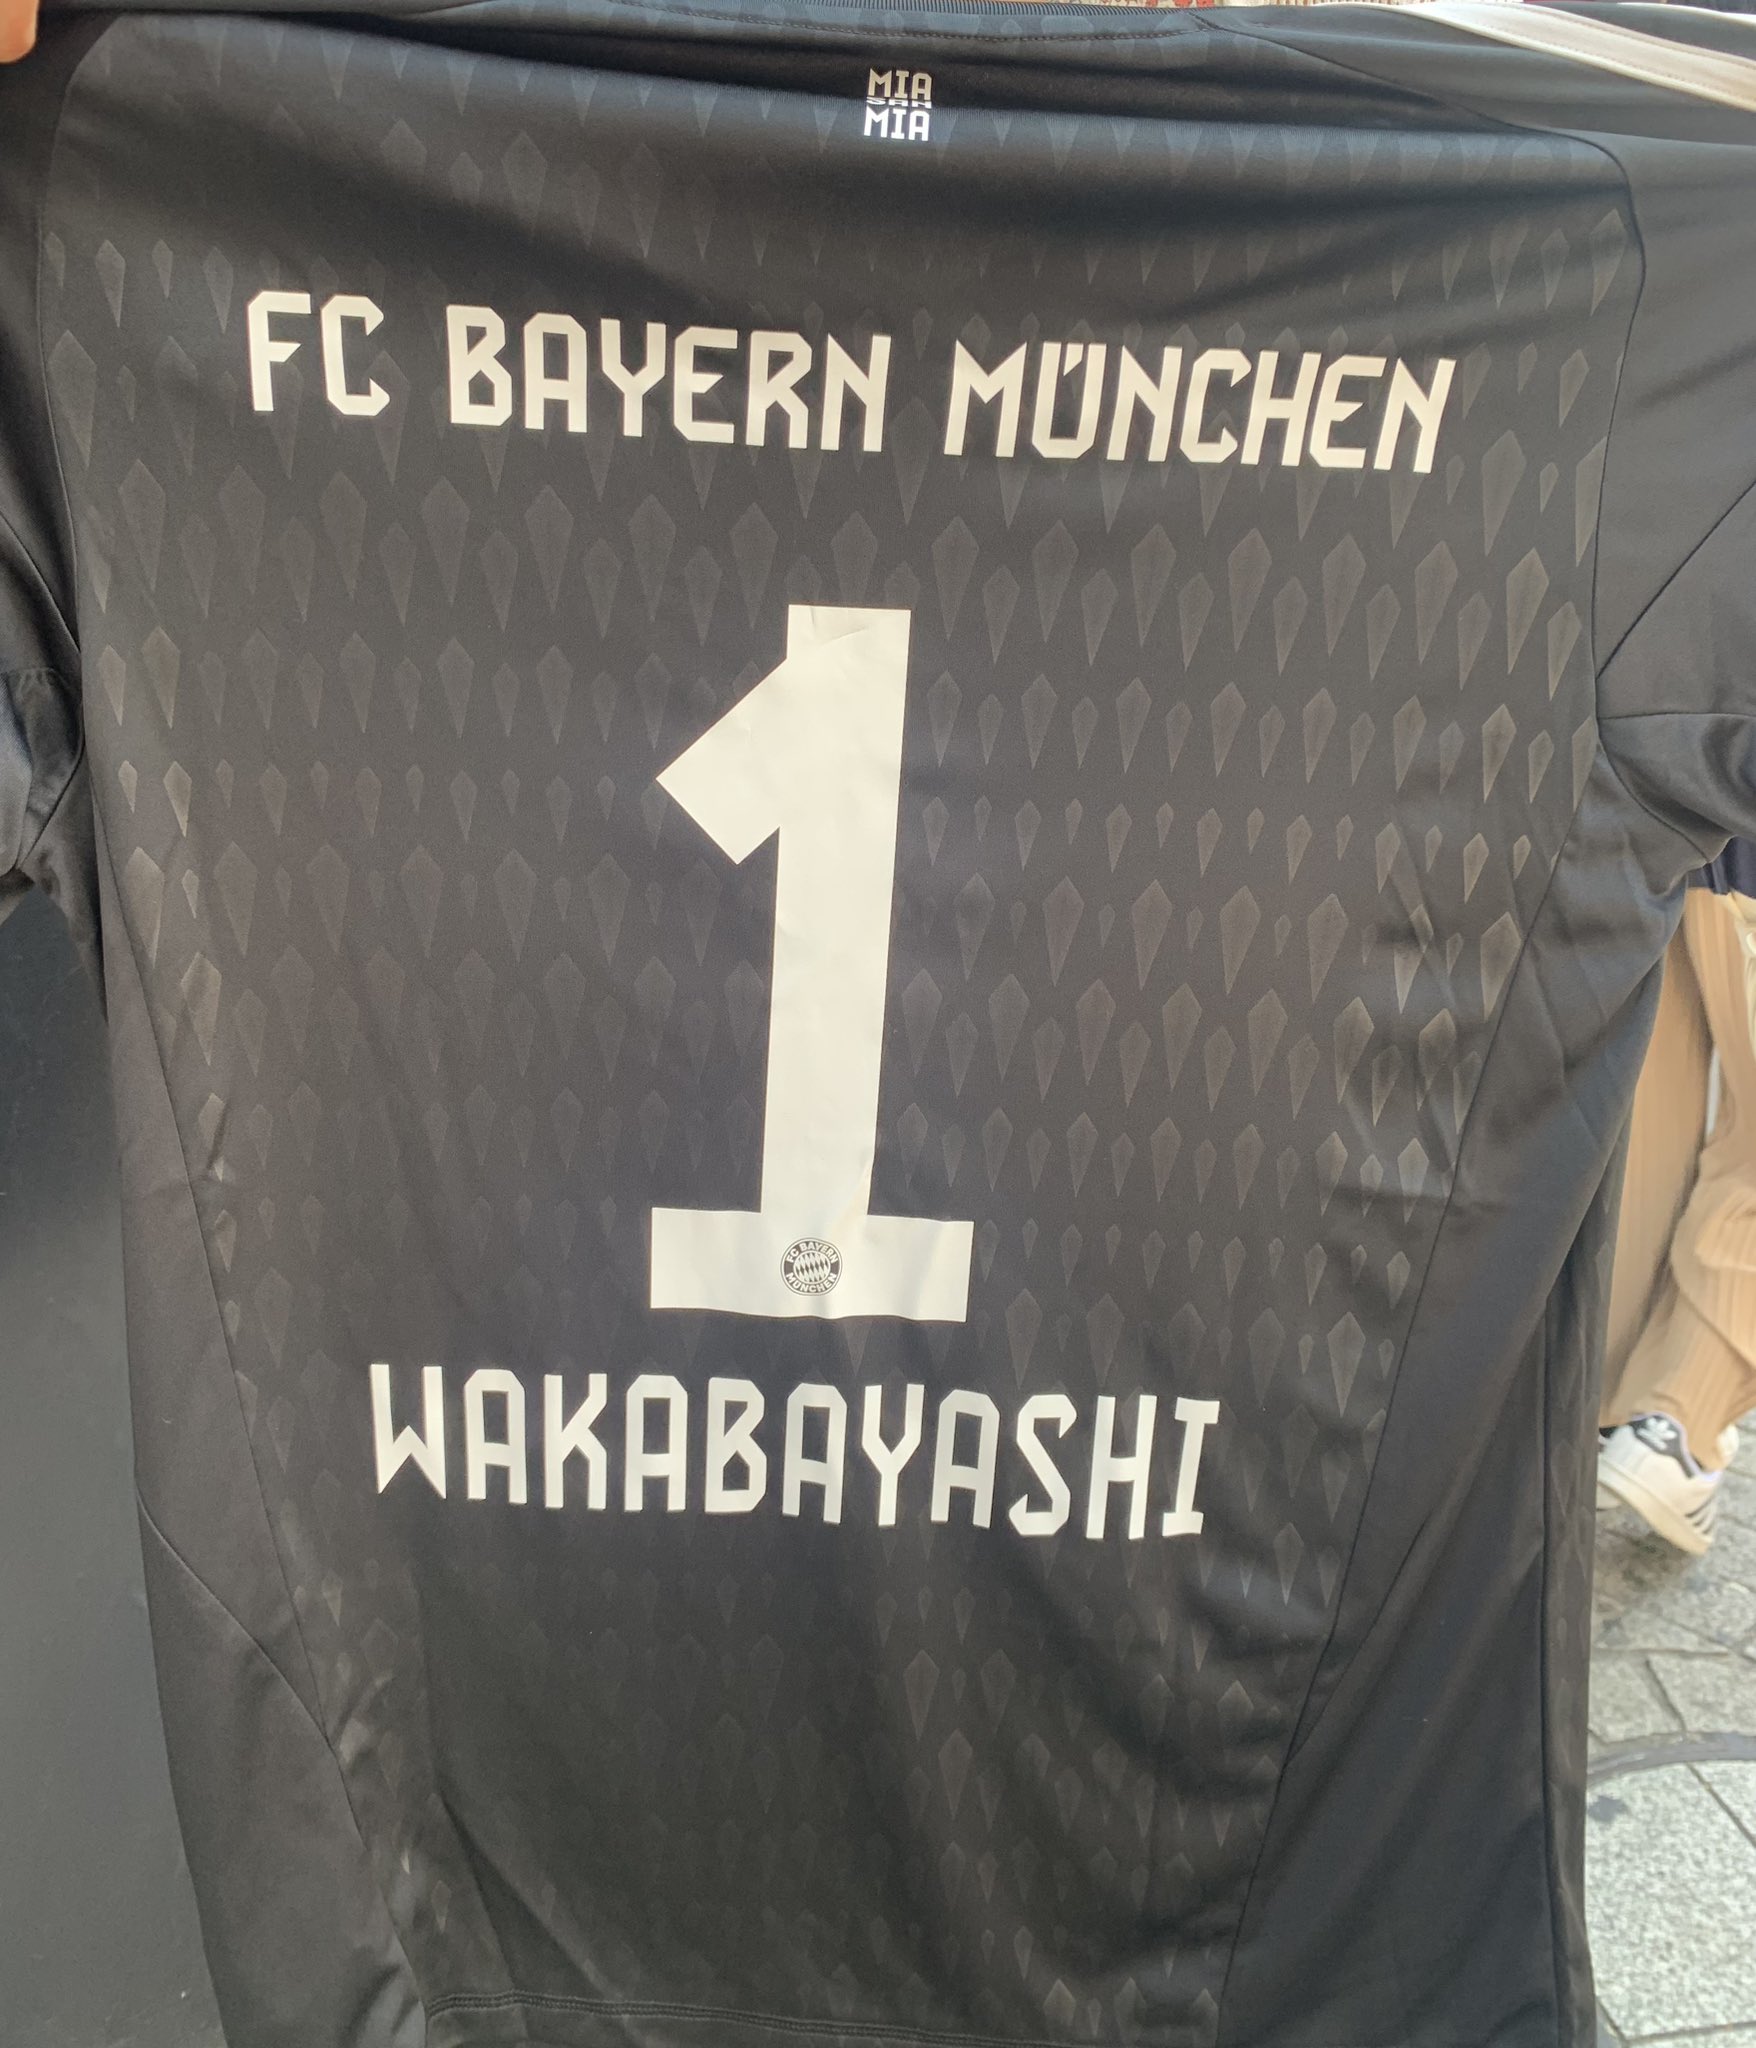 MIA
SAN
MIA
FC BAYERN MÜNCHEN
1
FC BAYERN
MÜNCHEN
WAKABAYASHI